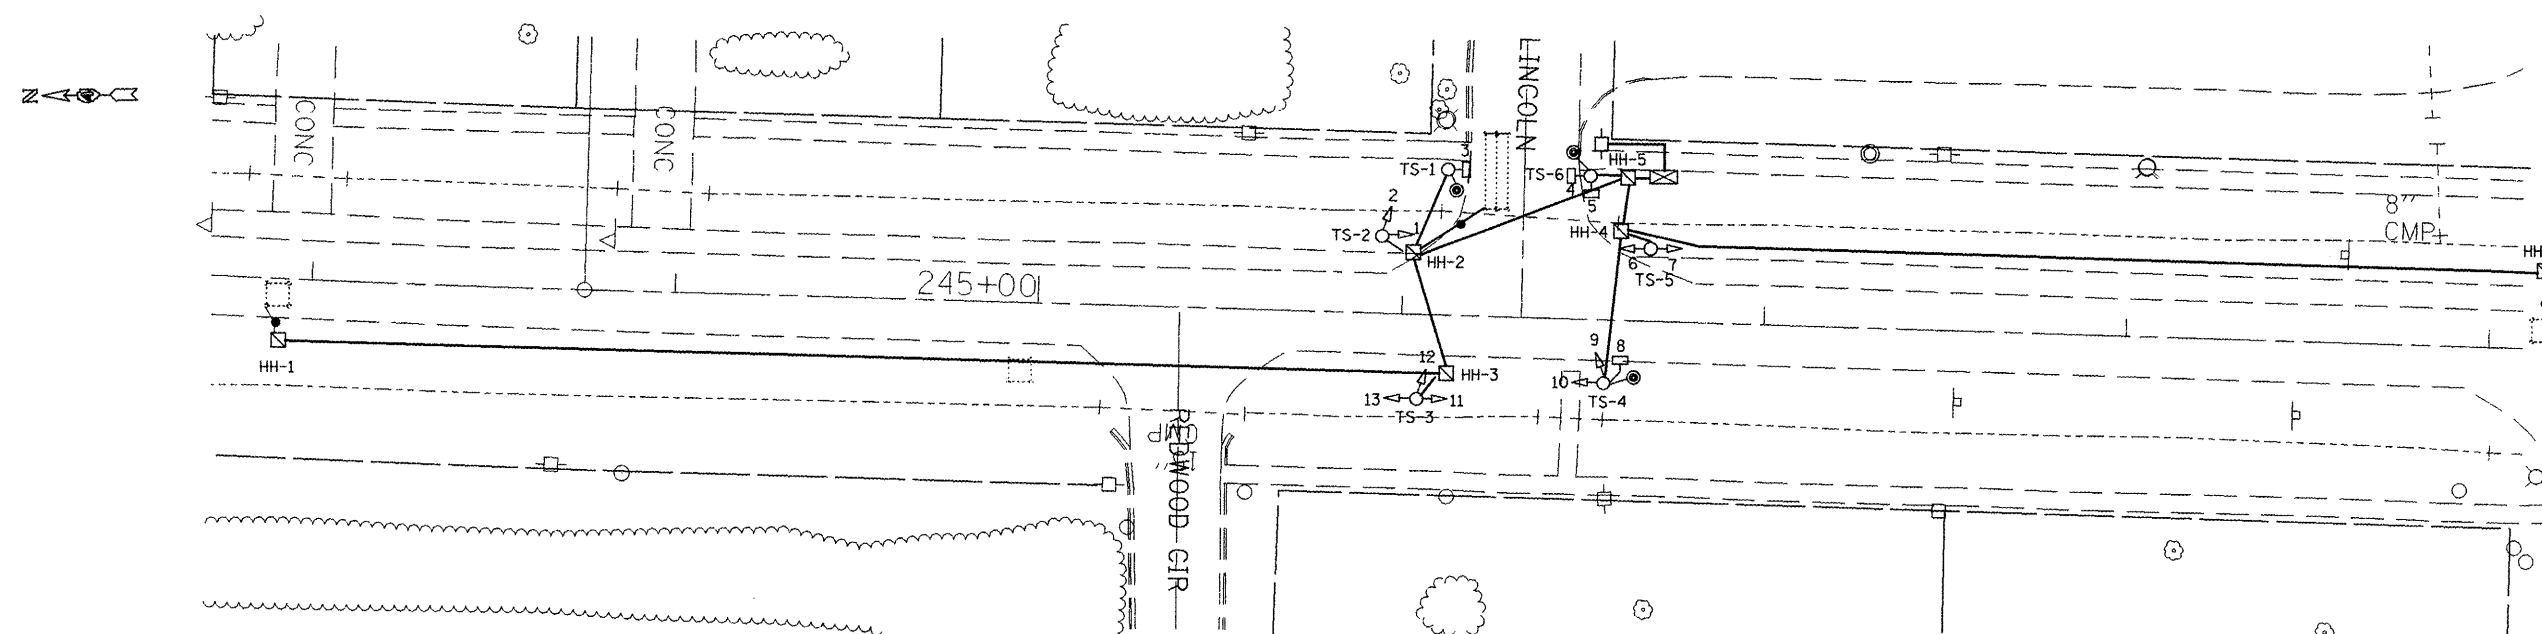 N
CONC
CONC
LINCOLN
3
TS-1
HH-5
TS-6
4
5
2
1
TS-2
HH-2
HH-4
6
7
TS-5
8"
CMP
HH
245+00
HH-1
12
HH-3
13
11
TS-3
9
8
10
TS-4
REDWOOD CIR